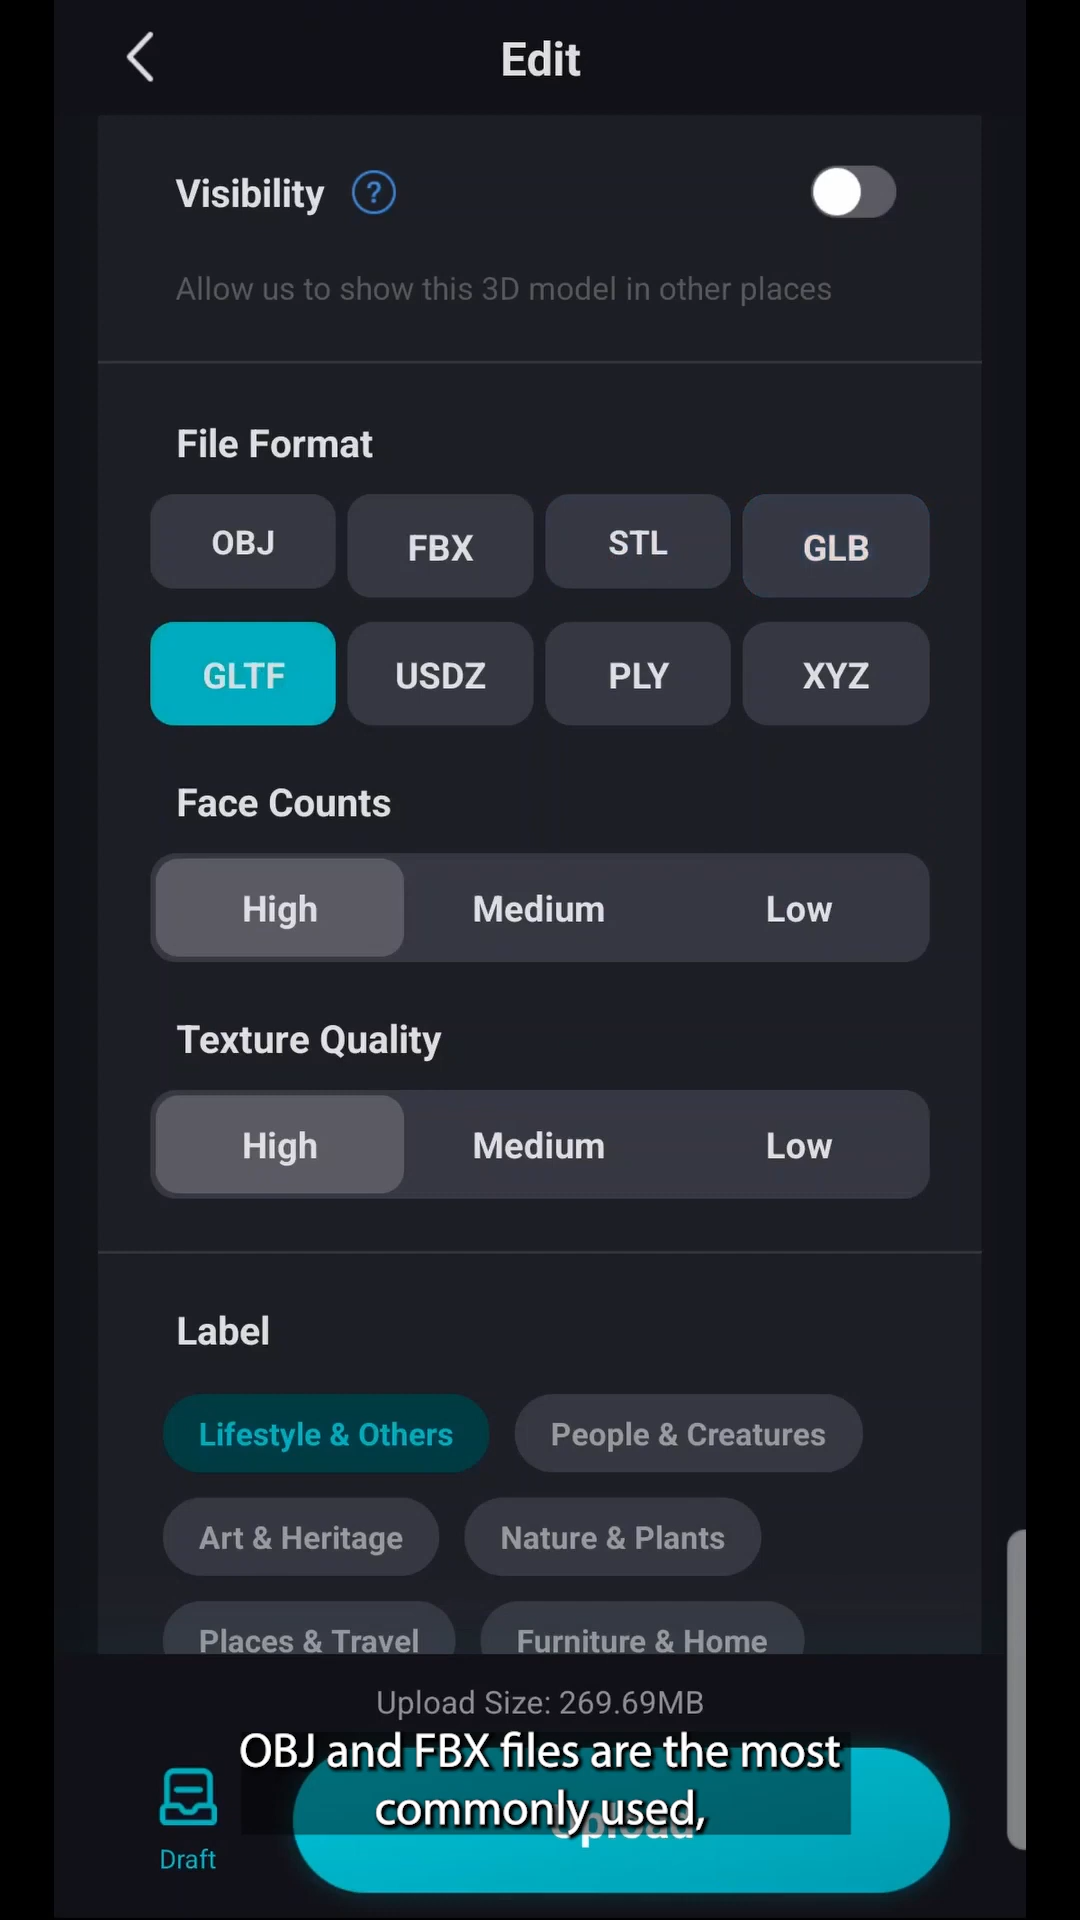 Edit
Visibility ?
Allow us to show this 3D model in other places
File Format
OBJ FBX STL GLB
GLTF USDZ PLY XYZ
Face Counts
High Medium Low
Texture Quality
High Medium Low
Label
Lifestyle & Others People & Creatures
Art & Heritage Nature & Plants
Places & Travel Furniture & Home
Upload Size: 269.69MB
OBJ and FBX files are the most
commonly used,
Upload
Draft